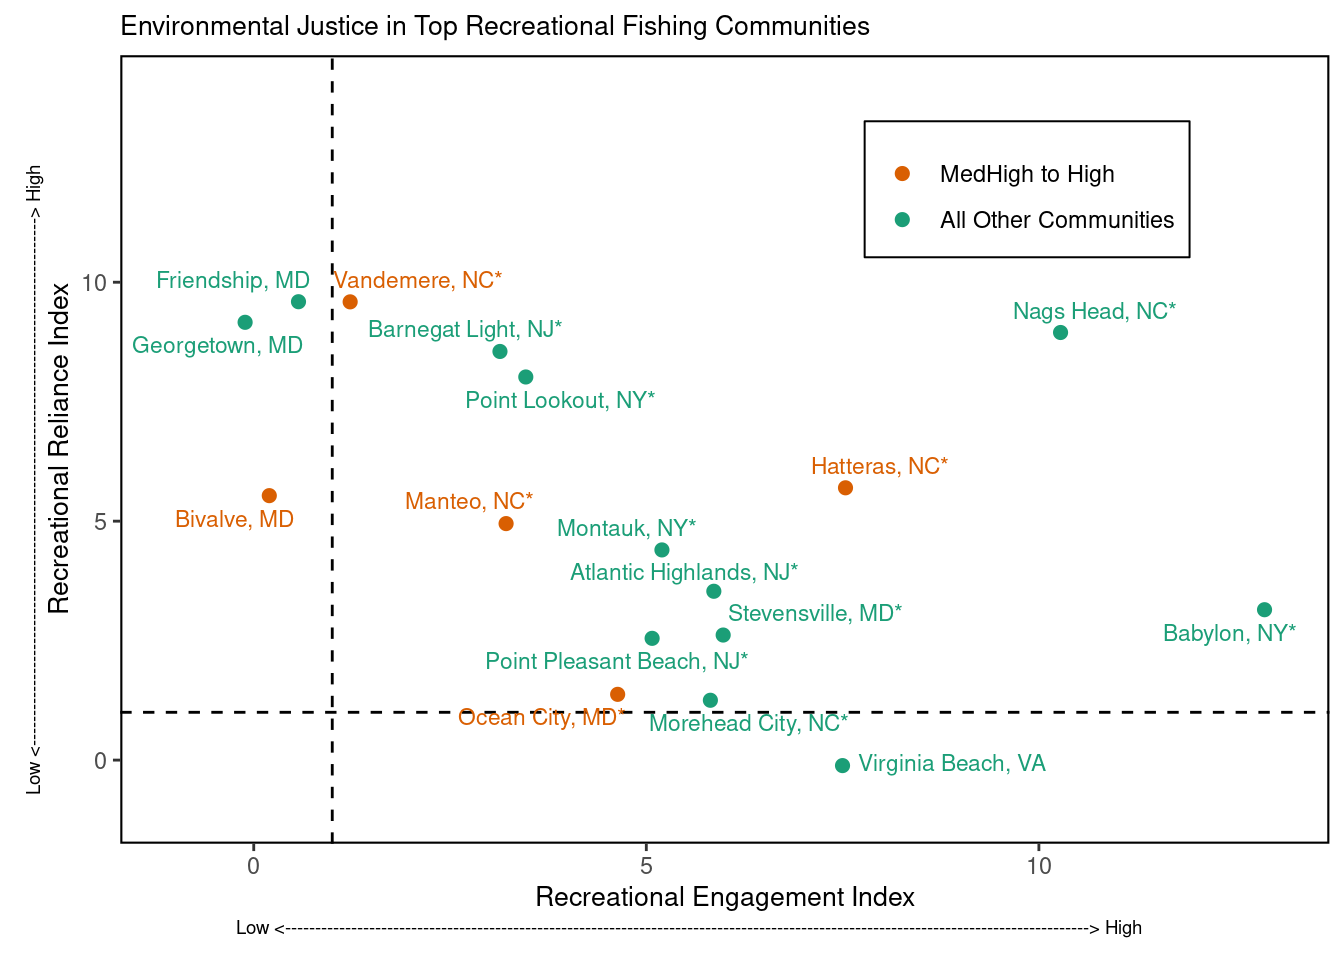 Environmental Justice in Top Recreational Fishing Communities
MedHigh to High
All Other Communities
Friendship, MD
Vandemere, NC*
Nags Head, NC*
Barnegat Light, NJ*
Georgetown, MD
Point Lookout, NY*
Hatteras, NC*
Manteo, NC*
Bivalve, MD
Montauk, NY*
Atlantic Highlands, NJ*
Stevensville, MD*
Babylon, NY*
Point Pleasant Beach, NJ*
Ocean City, MD*
Morehead City, NC*
Virginia Beach, VA
10
5
0
Recreational Reliance Index
Low <--------------------------------------------------------------------------------------------> High
0
5
10
Recreational Engagement Index
Low <--------------------------------------------------------------------------------------------------------------------------------------> High